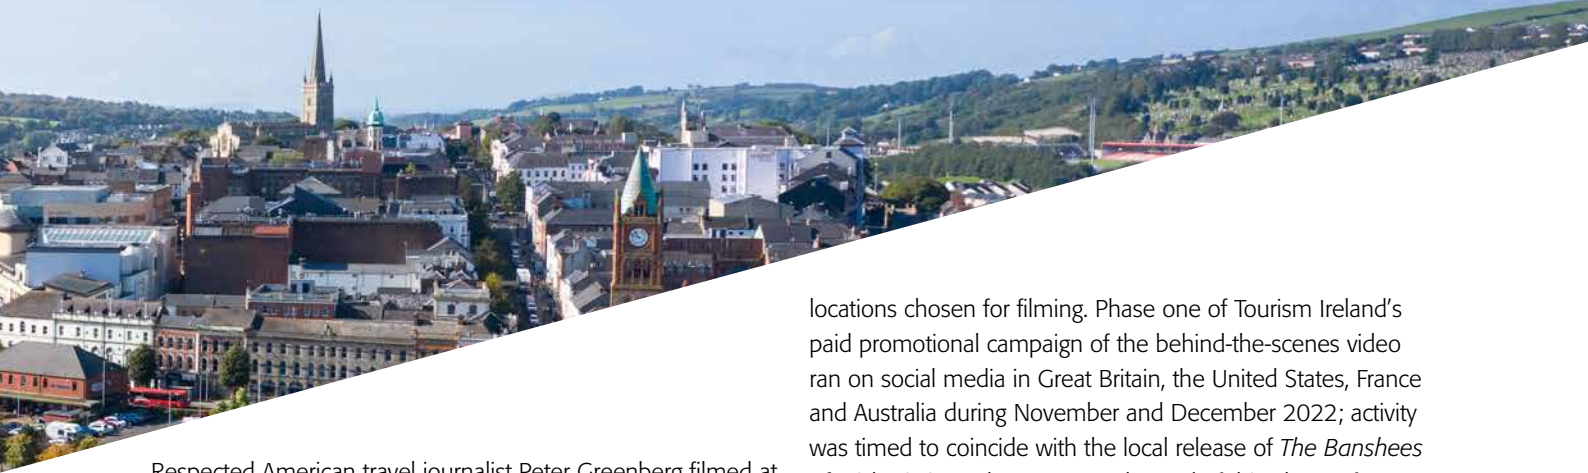 Respected American travel journalist Peter Greenberg filmed at
locations chosen for filming. Phase one of Tourism Ireland's
paid promotional campaign of the behind-the-scenes video
ran on social media in Great Britain, the United States, France
and Australia during November and December 2022; activity
was timed to coincide with the local release of The Banshees